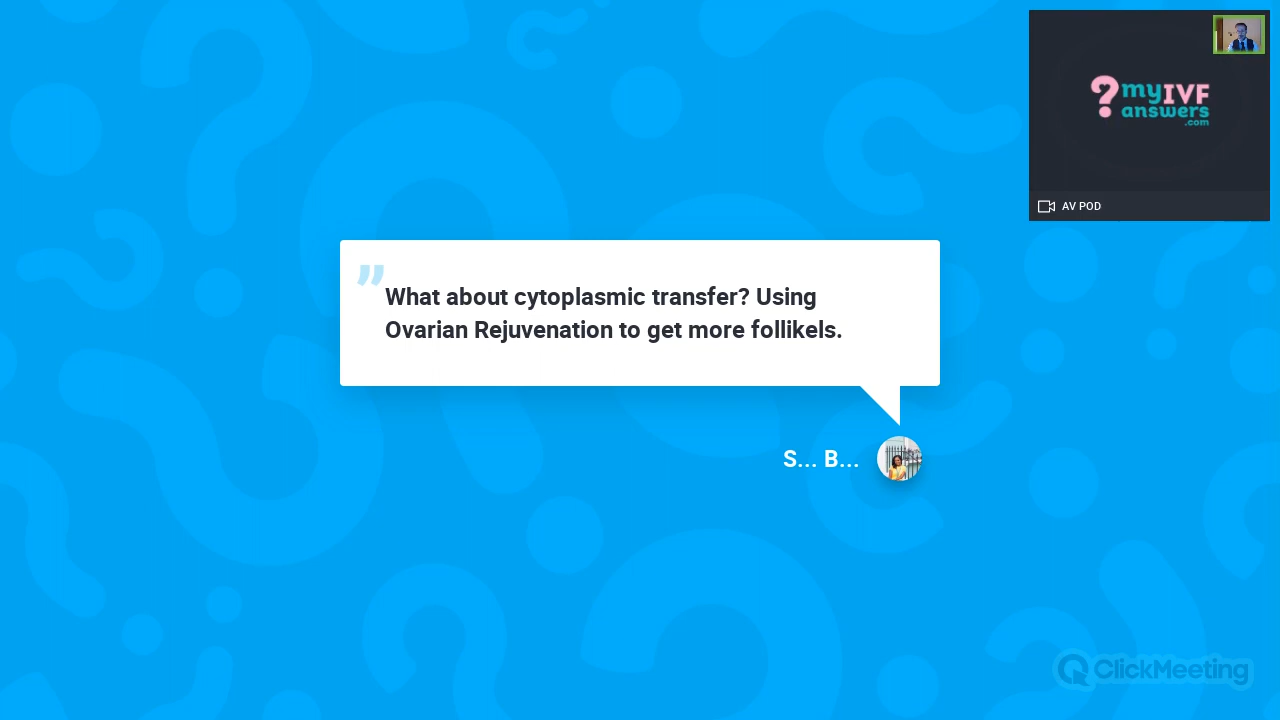 myIVF
answers
.com
AV POD
What about cytoplasmic transfer? Using
Ovarian Rejuvenation to get more follikels.
S... B...
ClickMeeting